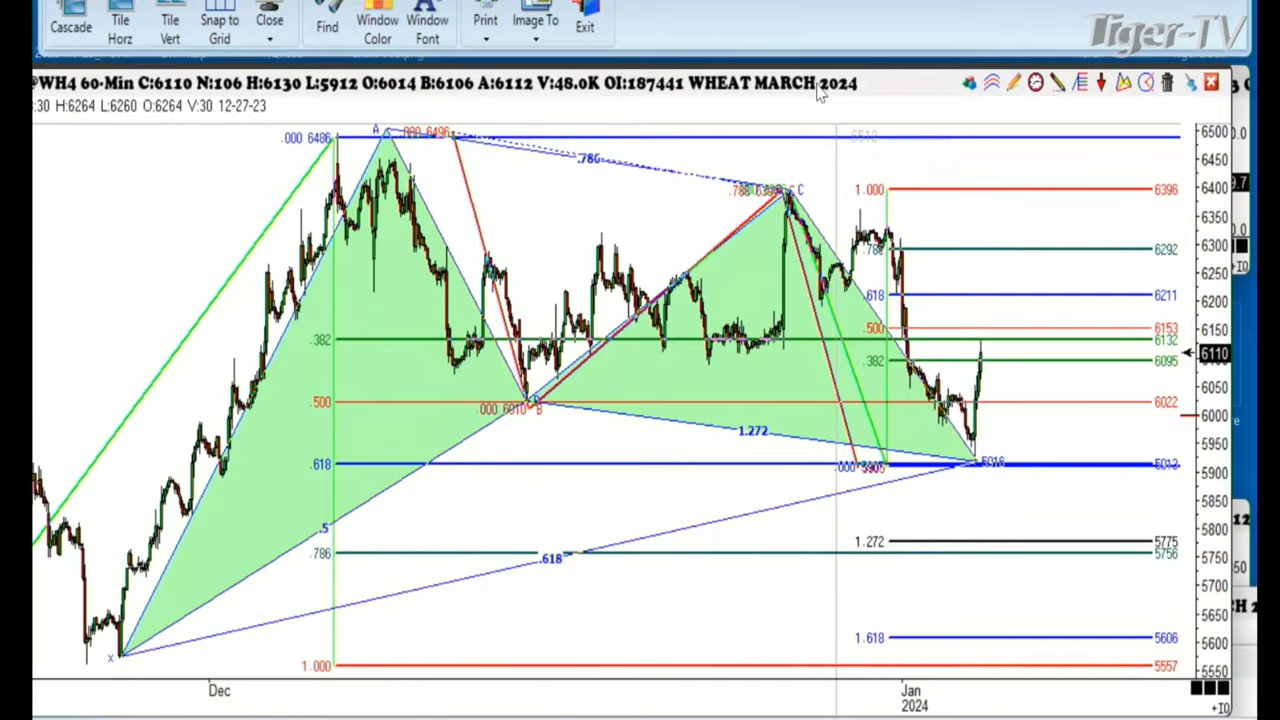 Cascade
Tile Horz
Tile Vert
Snap to Grid
Close
Find
Window Color
Window Font
Print
Image To
Exit
Tiger-TV
@WH4 60-Min C:6110 N:106 H:6130 L:5912 O:6014 B:6106 A:6112 V:48.0K OI:187441 WHEAT MARCH 2024
:30 H:6264 L:6260 O:6264 V:30 12-27-23
6500
6450
6400
6350
6300
6250
6200
6150
6110
6050
6000
5950
5900
5850
5800
5750
5700
5650
5600
5550
A
.000 6486
.000 6496
6512
.786
C
1.000 6396
.786 6292
.618 6211
.500 6153
.382 6132
.382 6095
.500 6022
.000 6010 B
1.272
.618
5916
5912
.5
1.272 5775
.786 5756
.618
1.618 5606
X
1.000 5557
Dec
Jan
2024
+IO